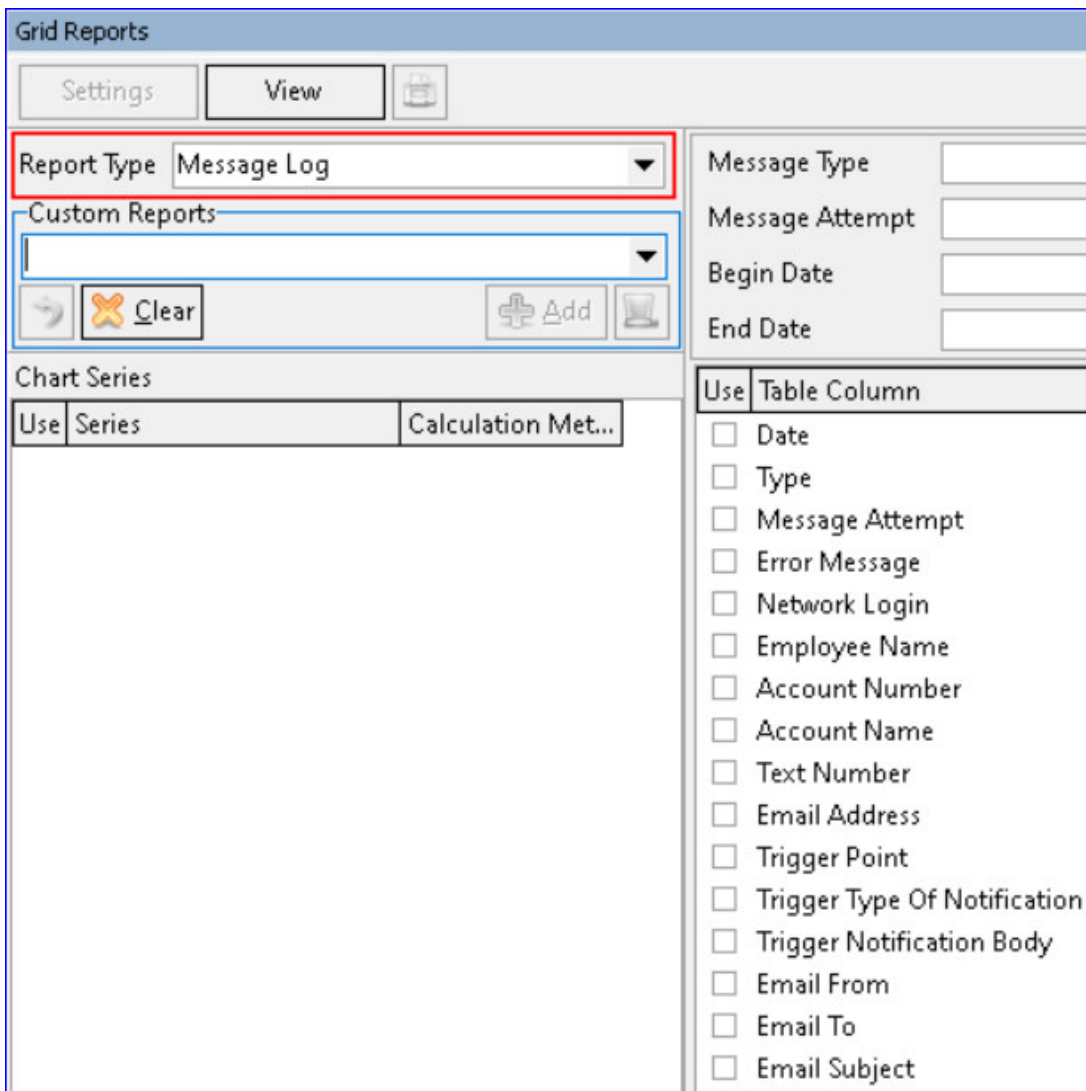 Grid Reports
Settings View
Report Type Message Log
Custom Reports
Clear Add
Chart Series
Use Series Calculation Met...
Message Type
Message Attempt
Begin Date
End Date
Use Table Column
Date
Type
Message Attempt
Error Message
Network Login
Employee Name
Account Number
Account Name
Text Number
Email Address
Trigger Point
Trigger Type Of Notification
Trigger Notification Body
Email From
Email To
Email Subject